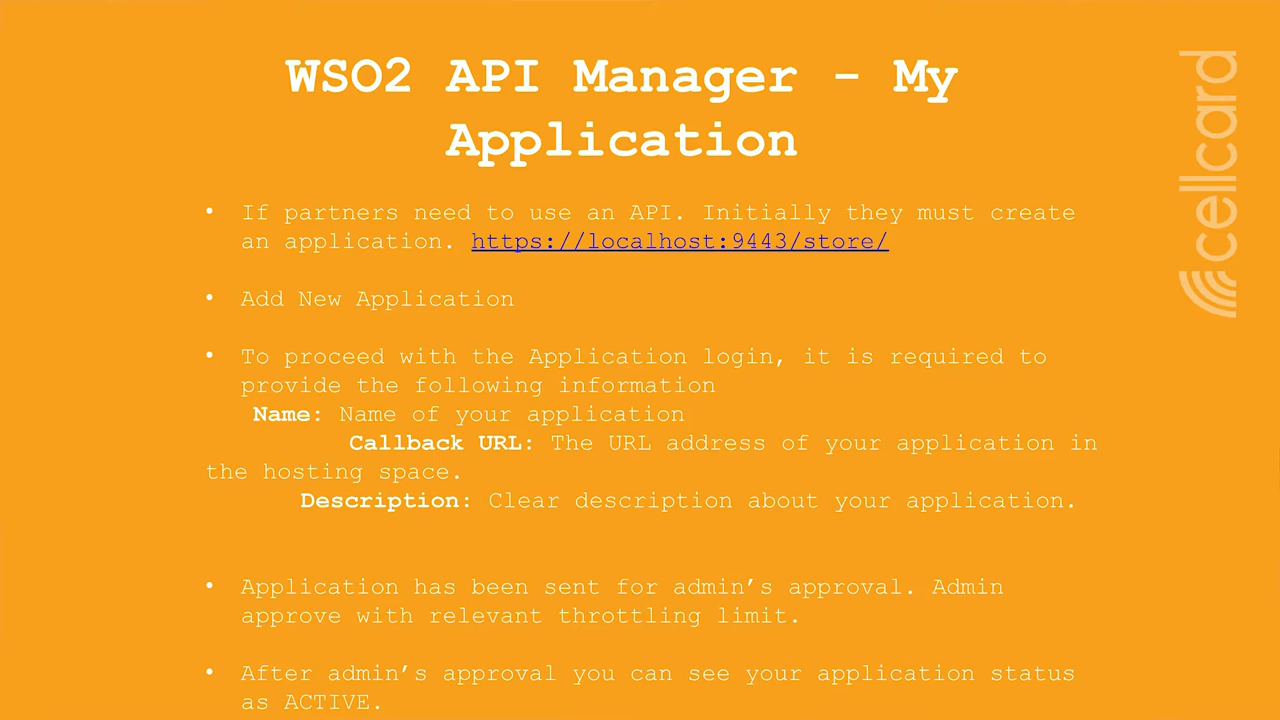 WSO2 API Manager - My
Application
• If partners need to use an API. Initially they must create
an application. https://localhost:9443/store/
• Add New Application
• To proceed with the Application login, it is required to
provide the following information
Name: Name of your application
Callback URL: The URL address of your application in
the hosting space.
Description: Clear description about your application.
• Application has been sent for admin’s approval. Admin
approve with relevant throttling limit.
• After admin’s approval you can see your application status
as ACTIVE.
cellcard